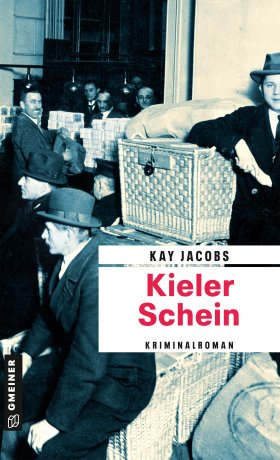 KAY JACOBS
Kieler
Schein
KRIMINALROMAN
GMEINER